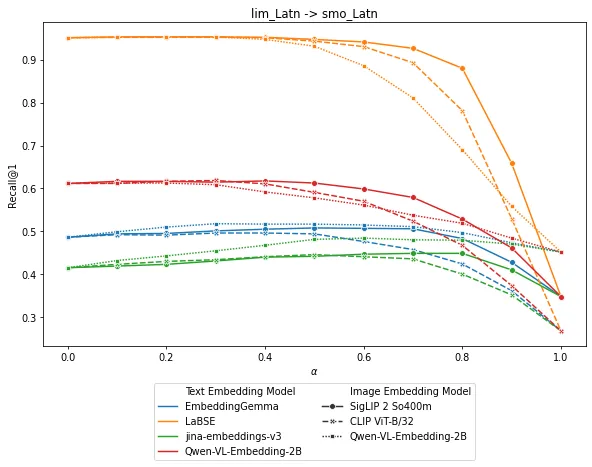 lim_Latn -> smo_Latn
Recall@1
0.9
0.8
0.7
0.6
0.5
0.4
0.3
0.0
0.2
0.4
0.6
0.8
1.0
α
Text Embedding Model
EmbeddingGemma
LaBSE
jina-embeddings-v3
Qwen-VL-Embedding-2B
Image Embedding Model
SigLIP 2 So400m
CLIP ViT-B/32
Qwen-VL-Embedding-2B